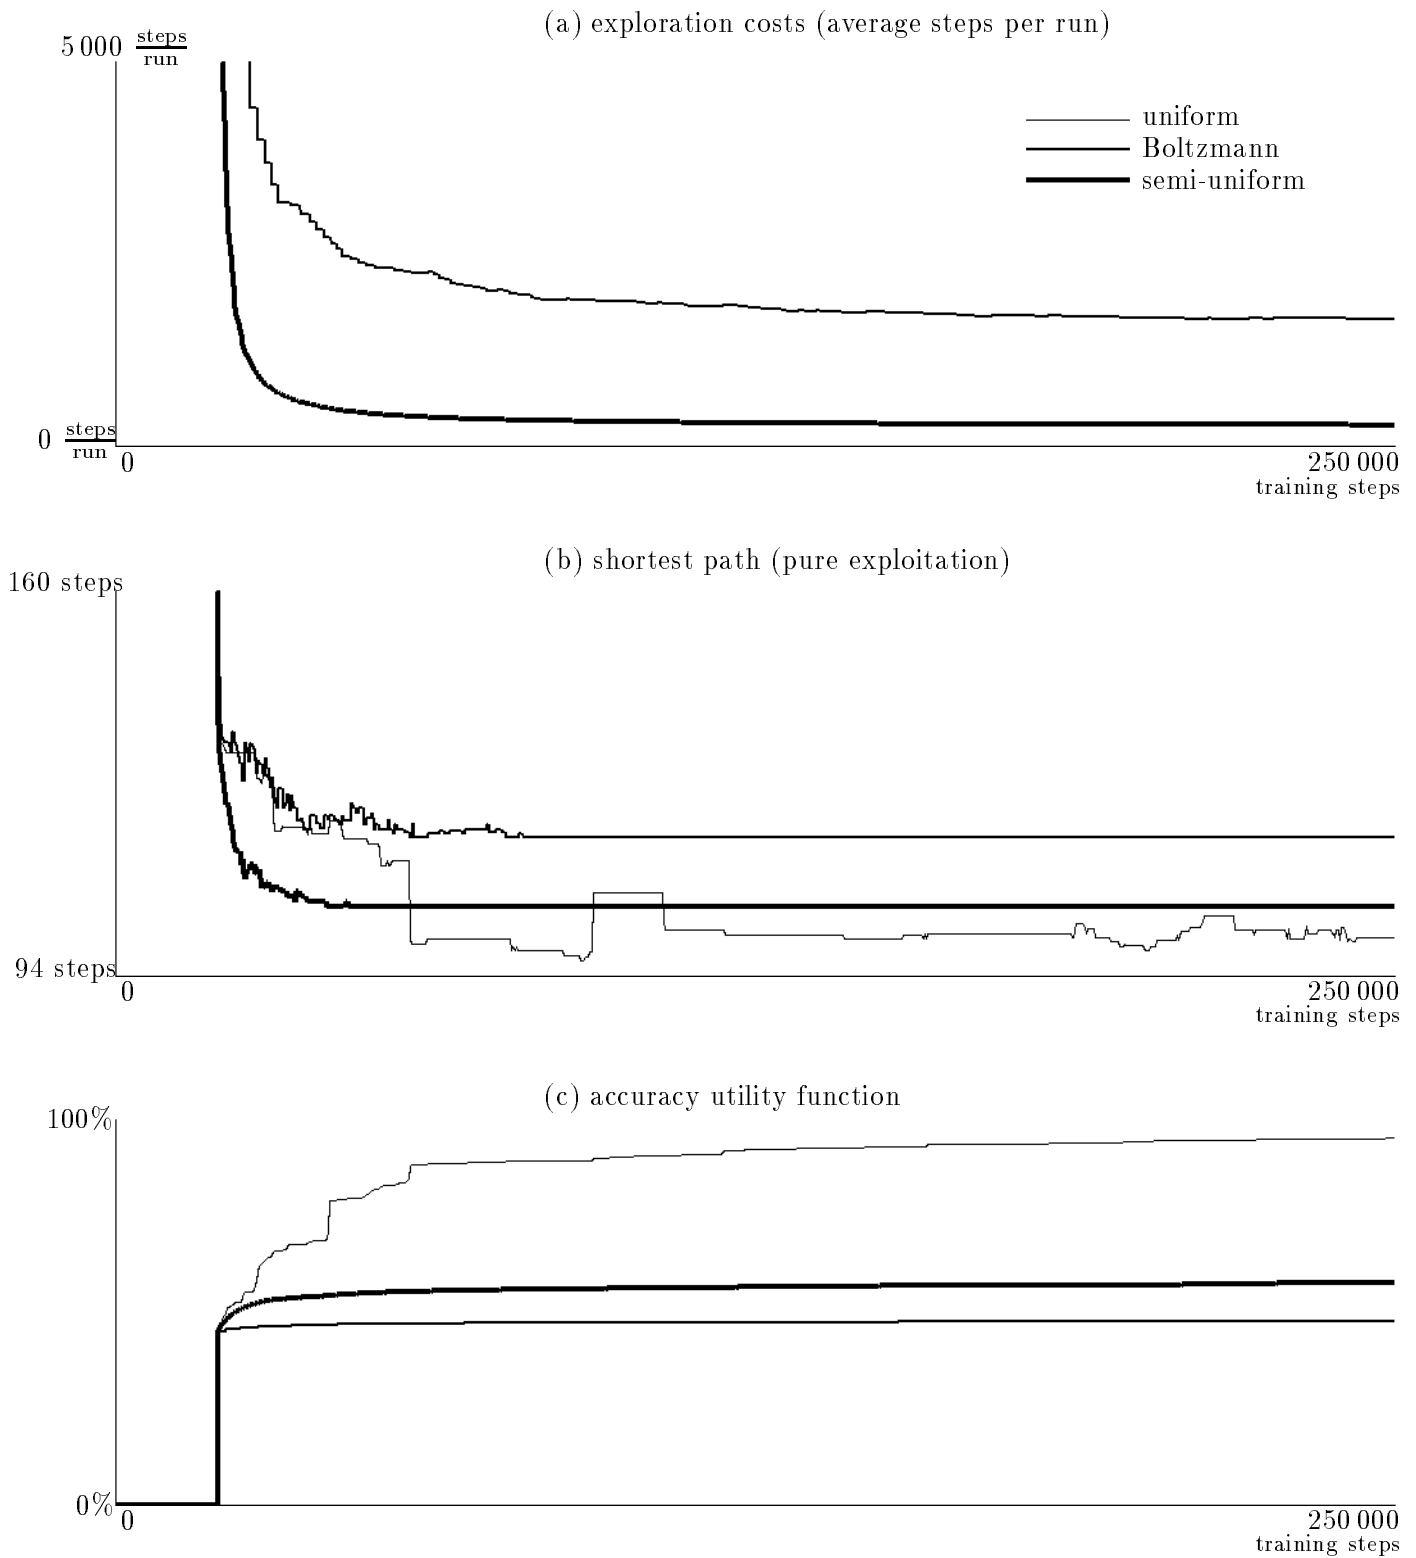 (a) exploration costs (average steps per run)
5 000 steps/run
uniform
Boltzmann
semi-uniform
0 steps/run
0
250 000
training steps
(b) shortest path (pure exploitation)
160 steps
94 steps
0
250 000
training steps
(c) accuracy utility function
100%
0%
0
250 000
training steps